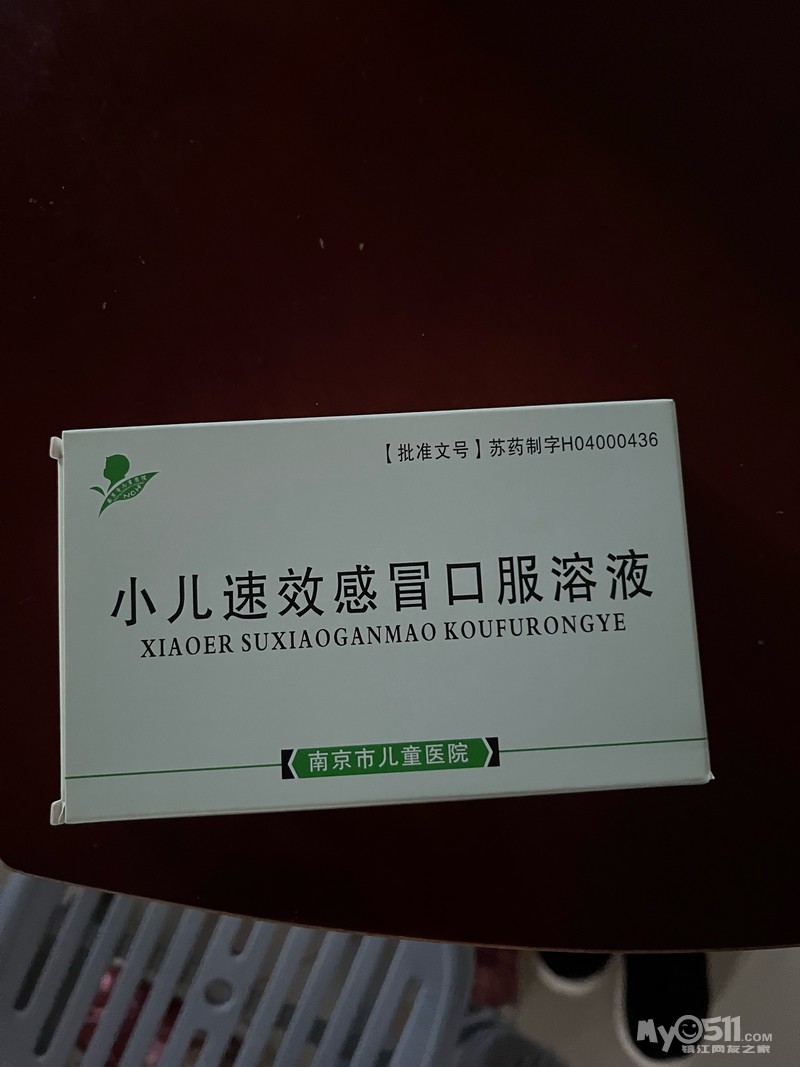 【批准文号】苏药制字H04000436
NCH
小儿速效感冒口服溶液
XIAOER SUXIAOGANMAO KOUFURONGYE
南京市儿童医院
MyO511.COM
镇江网友之家